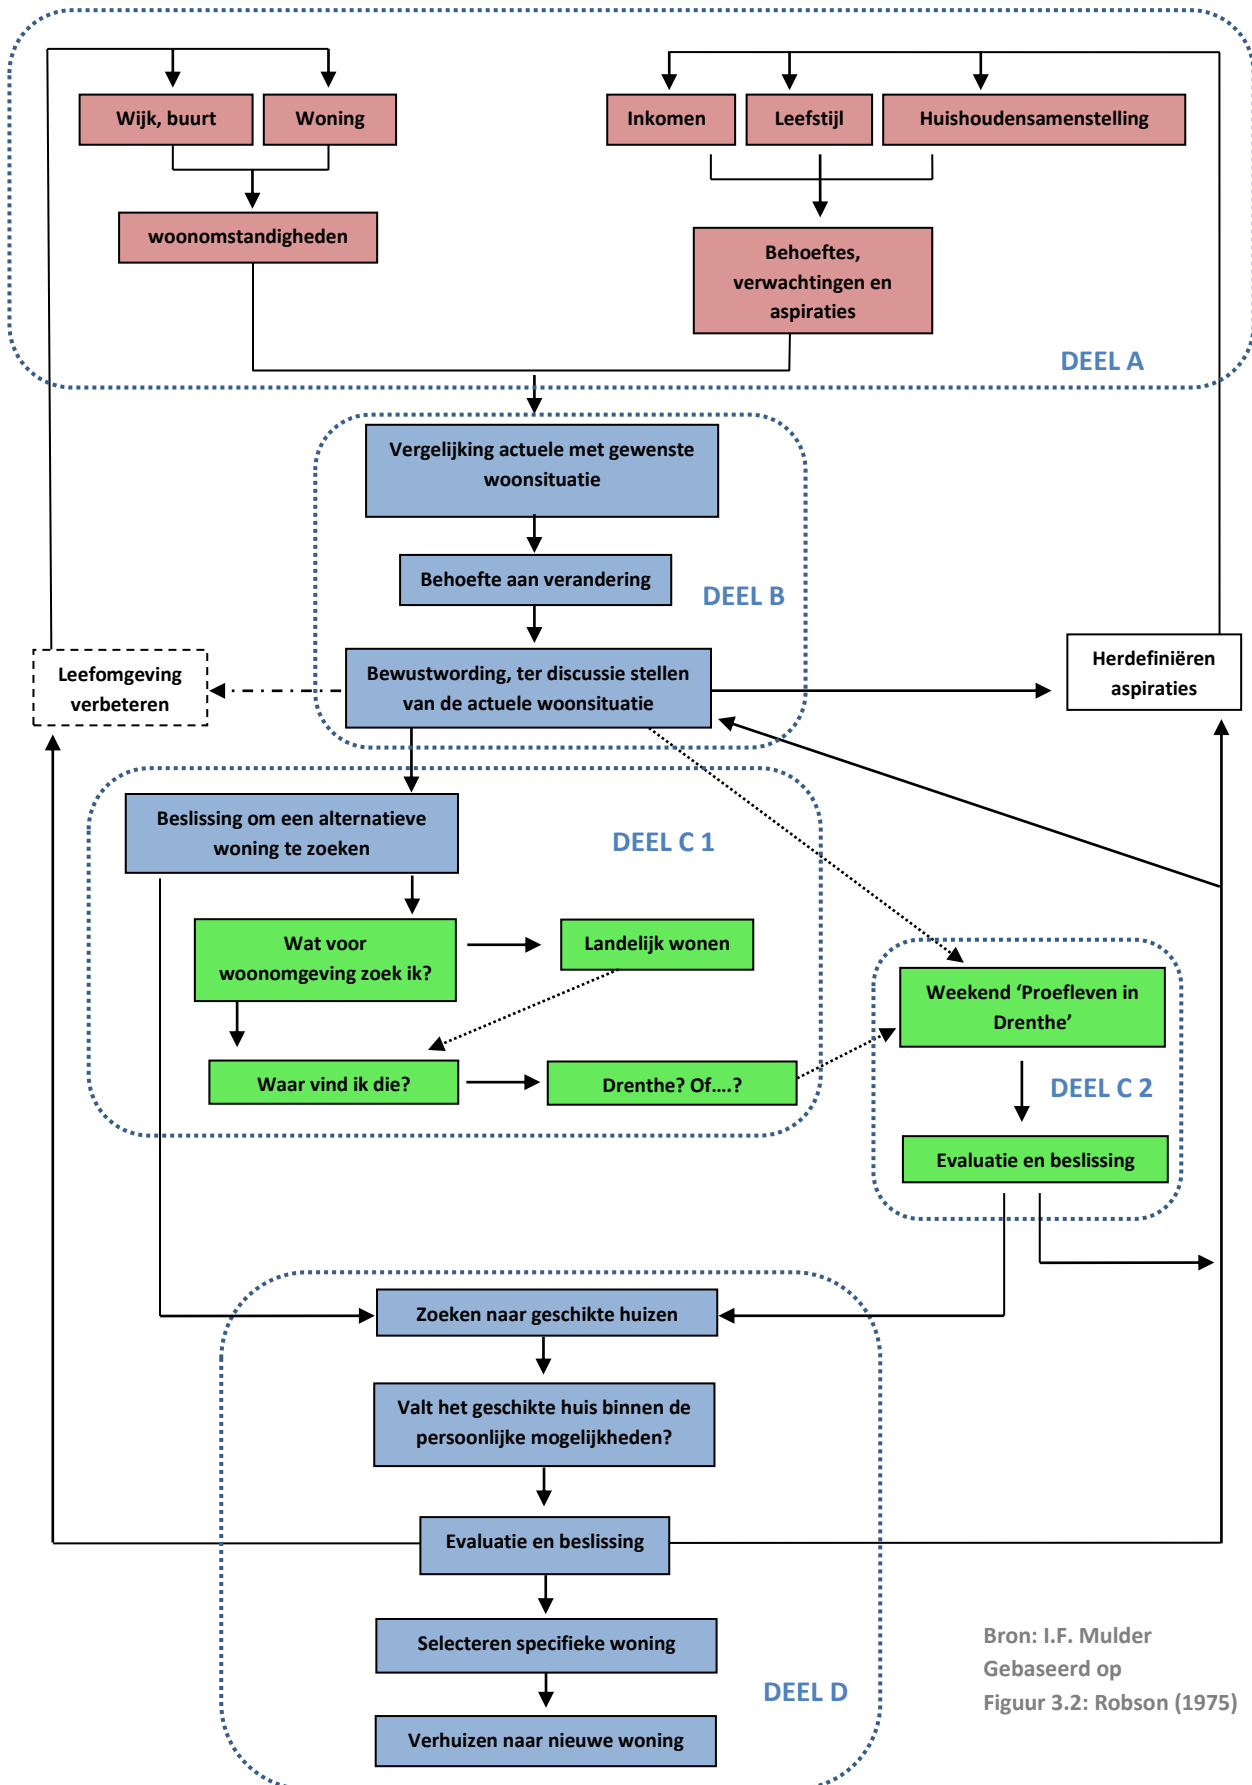 Wijk, buurt
Woning
Inkomen
Leefstijl
Huishoudensamenstelling
woonomstandigheden
Behoeftes,
verwachtingen en
aspiraties
DEEL A
Vergelijking actuele met gewenste
woonsituatie
Behoefte aan verandering
DEEL B
Leefomgeving
verbeteren
Bewustwording, ter discussie stellen
van de actuele woonsituatie
Herdefiniëren
aspiraties
Beslissing om een alternatieve
woning te zoeken
DEEL C 1
Wat voor
woonomgeving zoek ik?
Landelijk wonen
Weekend ‘Proefleven in
Drenthe’
Waar vind ik die?
Drenthe? Of....?
DEEL C 2
Evaluatie en beslissing
Zoeken naar geschikte huizen
Valt het geschikte huis binnen de
persoonlijke mogelijkheden?
Evaluatie en beslissing
Selecteren specifieke woning
DEEL D
Verhuizen naar nieuwe woning
Bron: I.F. Mulder
Gebaseerd op
Figuur 3.2: Robson (1975)